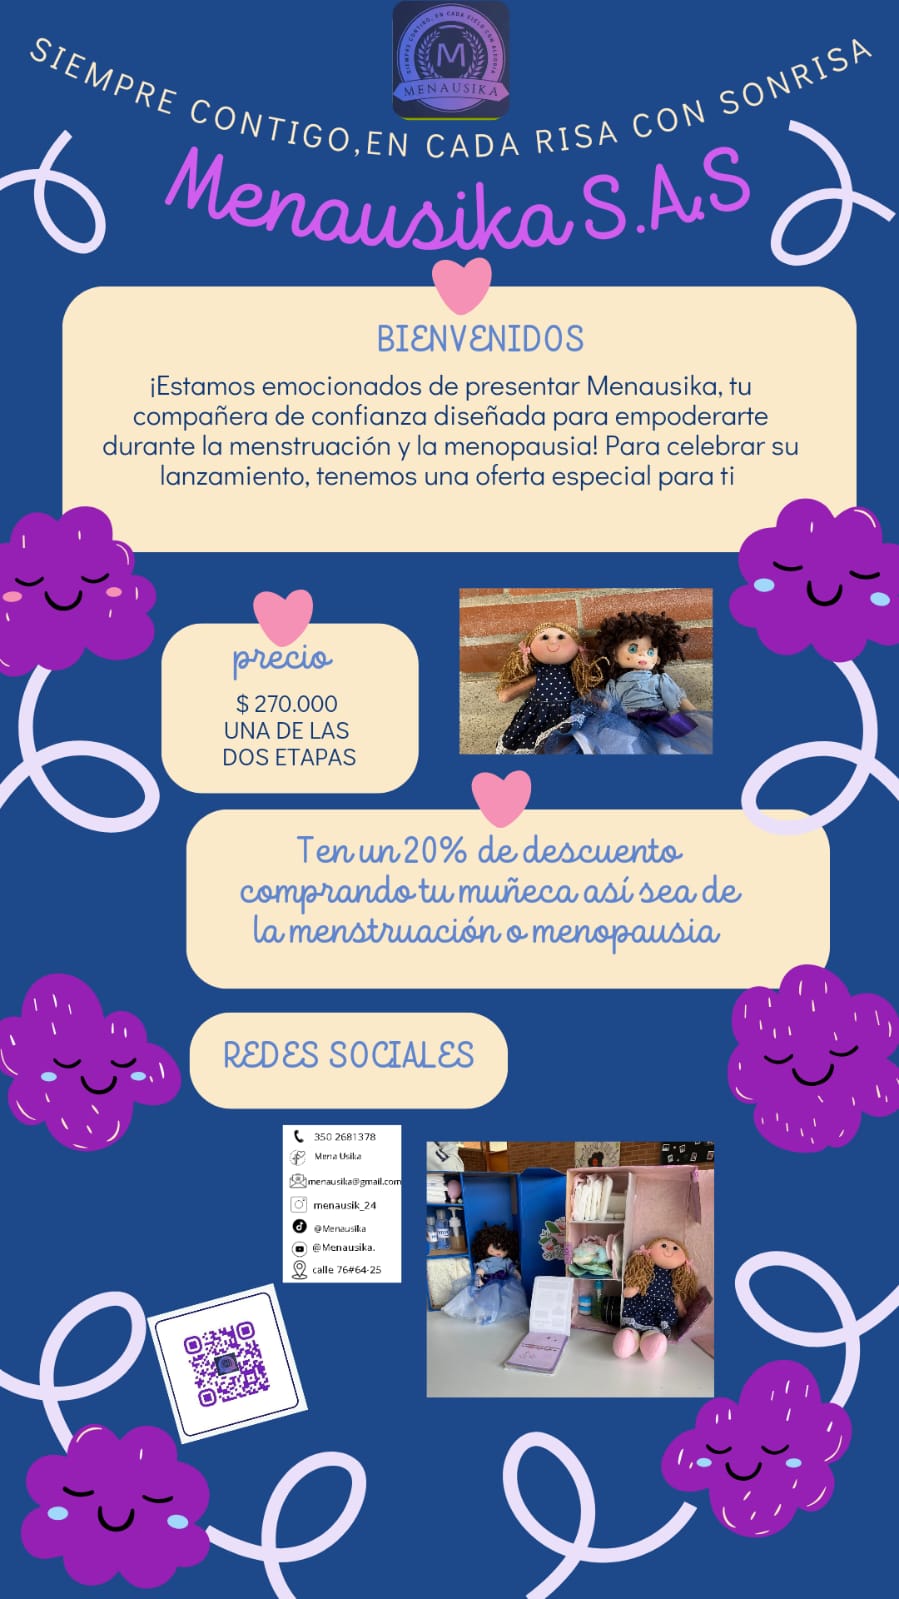 SIEMPRE CONTIGO, EN CADA CICLO CON ALEGRIA
M
MENAUSIKA
SIEMPRE CONTIGO,EN CADA RISA CON SONRISA
Menausika S.A.S
BIENVENIDOS
¡Estamos emocionados de presentar Menausika, tu
compañera de confianza diseñada para empoderarte
durante la menstruación y la menopausia! Para celebrar su
lanzamiento, tenemos una oferta especial para ti
precio
$ 270.000
UNA DE LAS
DOS ETAPAS
Ten un 20% de descuento
comprando tu muñeca así sea de
la menstruación o menopausia
REDES SOCIALES
350 2681378
Mena Usika
menausika@gmail.com
menausik_24
@Menausika
@Menausika.
calle 76#64-25